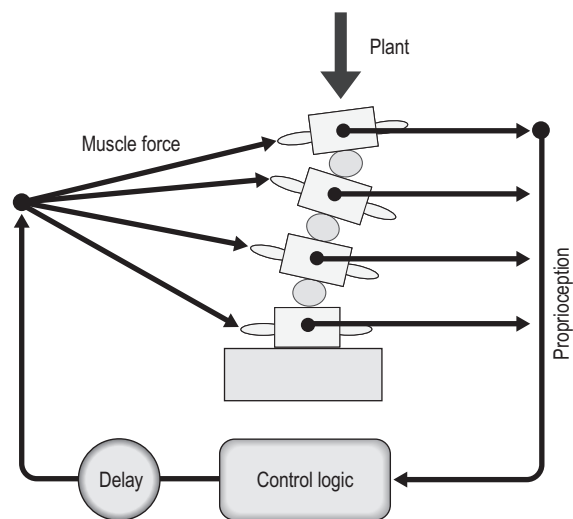 Plant
Muscle force
Proprioception
Delay
Control logic